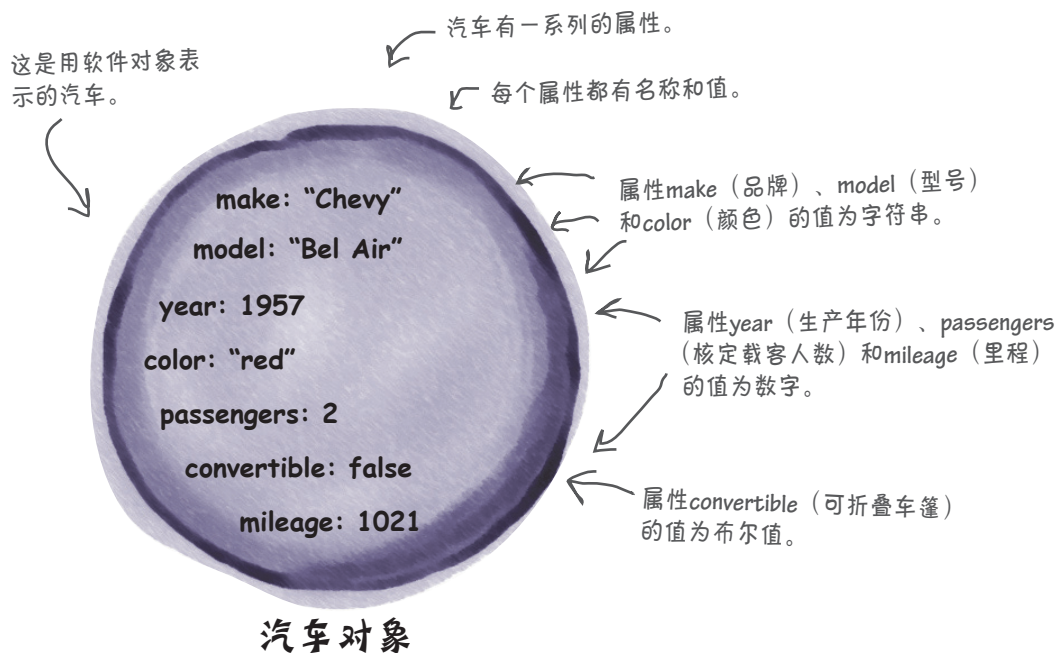 汽车有一系列的属性。
这是用软件对象表
示的汽车。
每个属性都有名称和值。
make: “Chevy”
model: “Bel Air”
year: 1957
color: “red”
passengers: 2
convertible: false
mileage: 1021
属性make（品牌）、model（型号）
和color（颜色）的值为字符串。
属性year（生产年份）、passengers
（核定载客人数）和mileage（里程）
的值为数字。
属性convertible（可折叠车篷）
的值为布尔值。
汽车对象